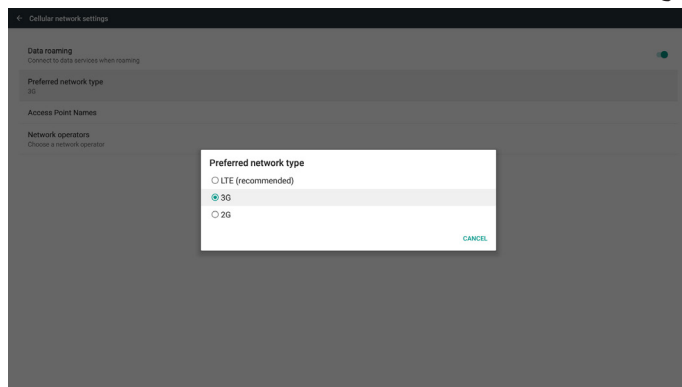 Cellular network settings
Data roaming
Connect to data services when roaming
Preferred network type
3G
Access Point Names
Network operators
Choose a network operator
Preferred network type
LTE (recommended)
3G
2G
CANCEL